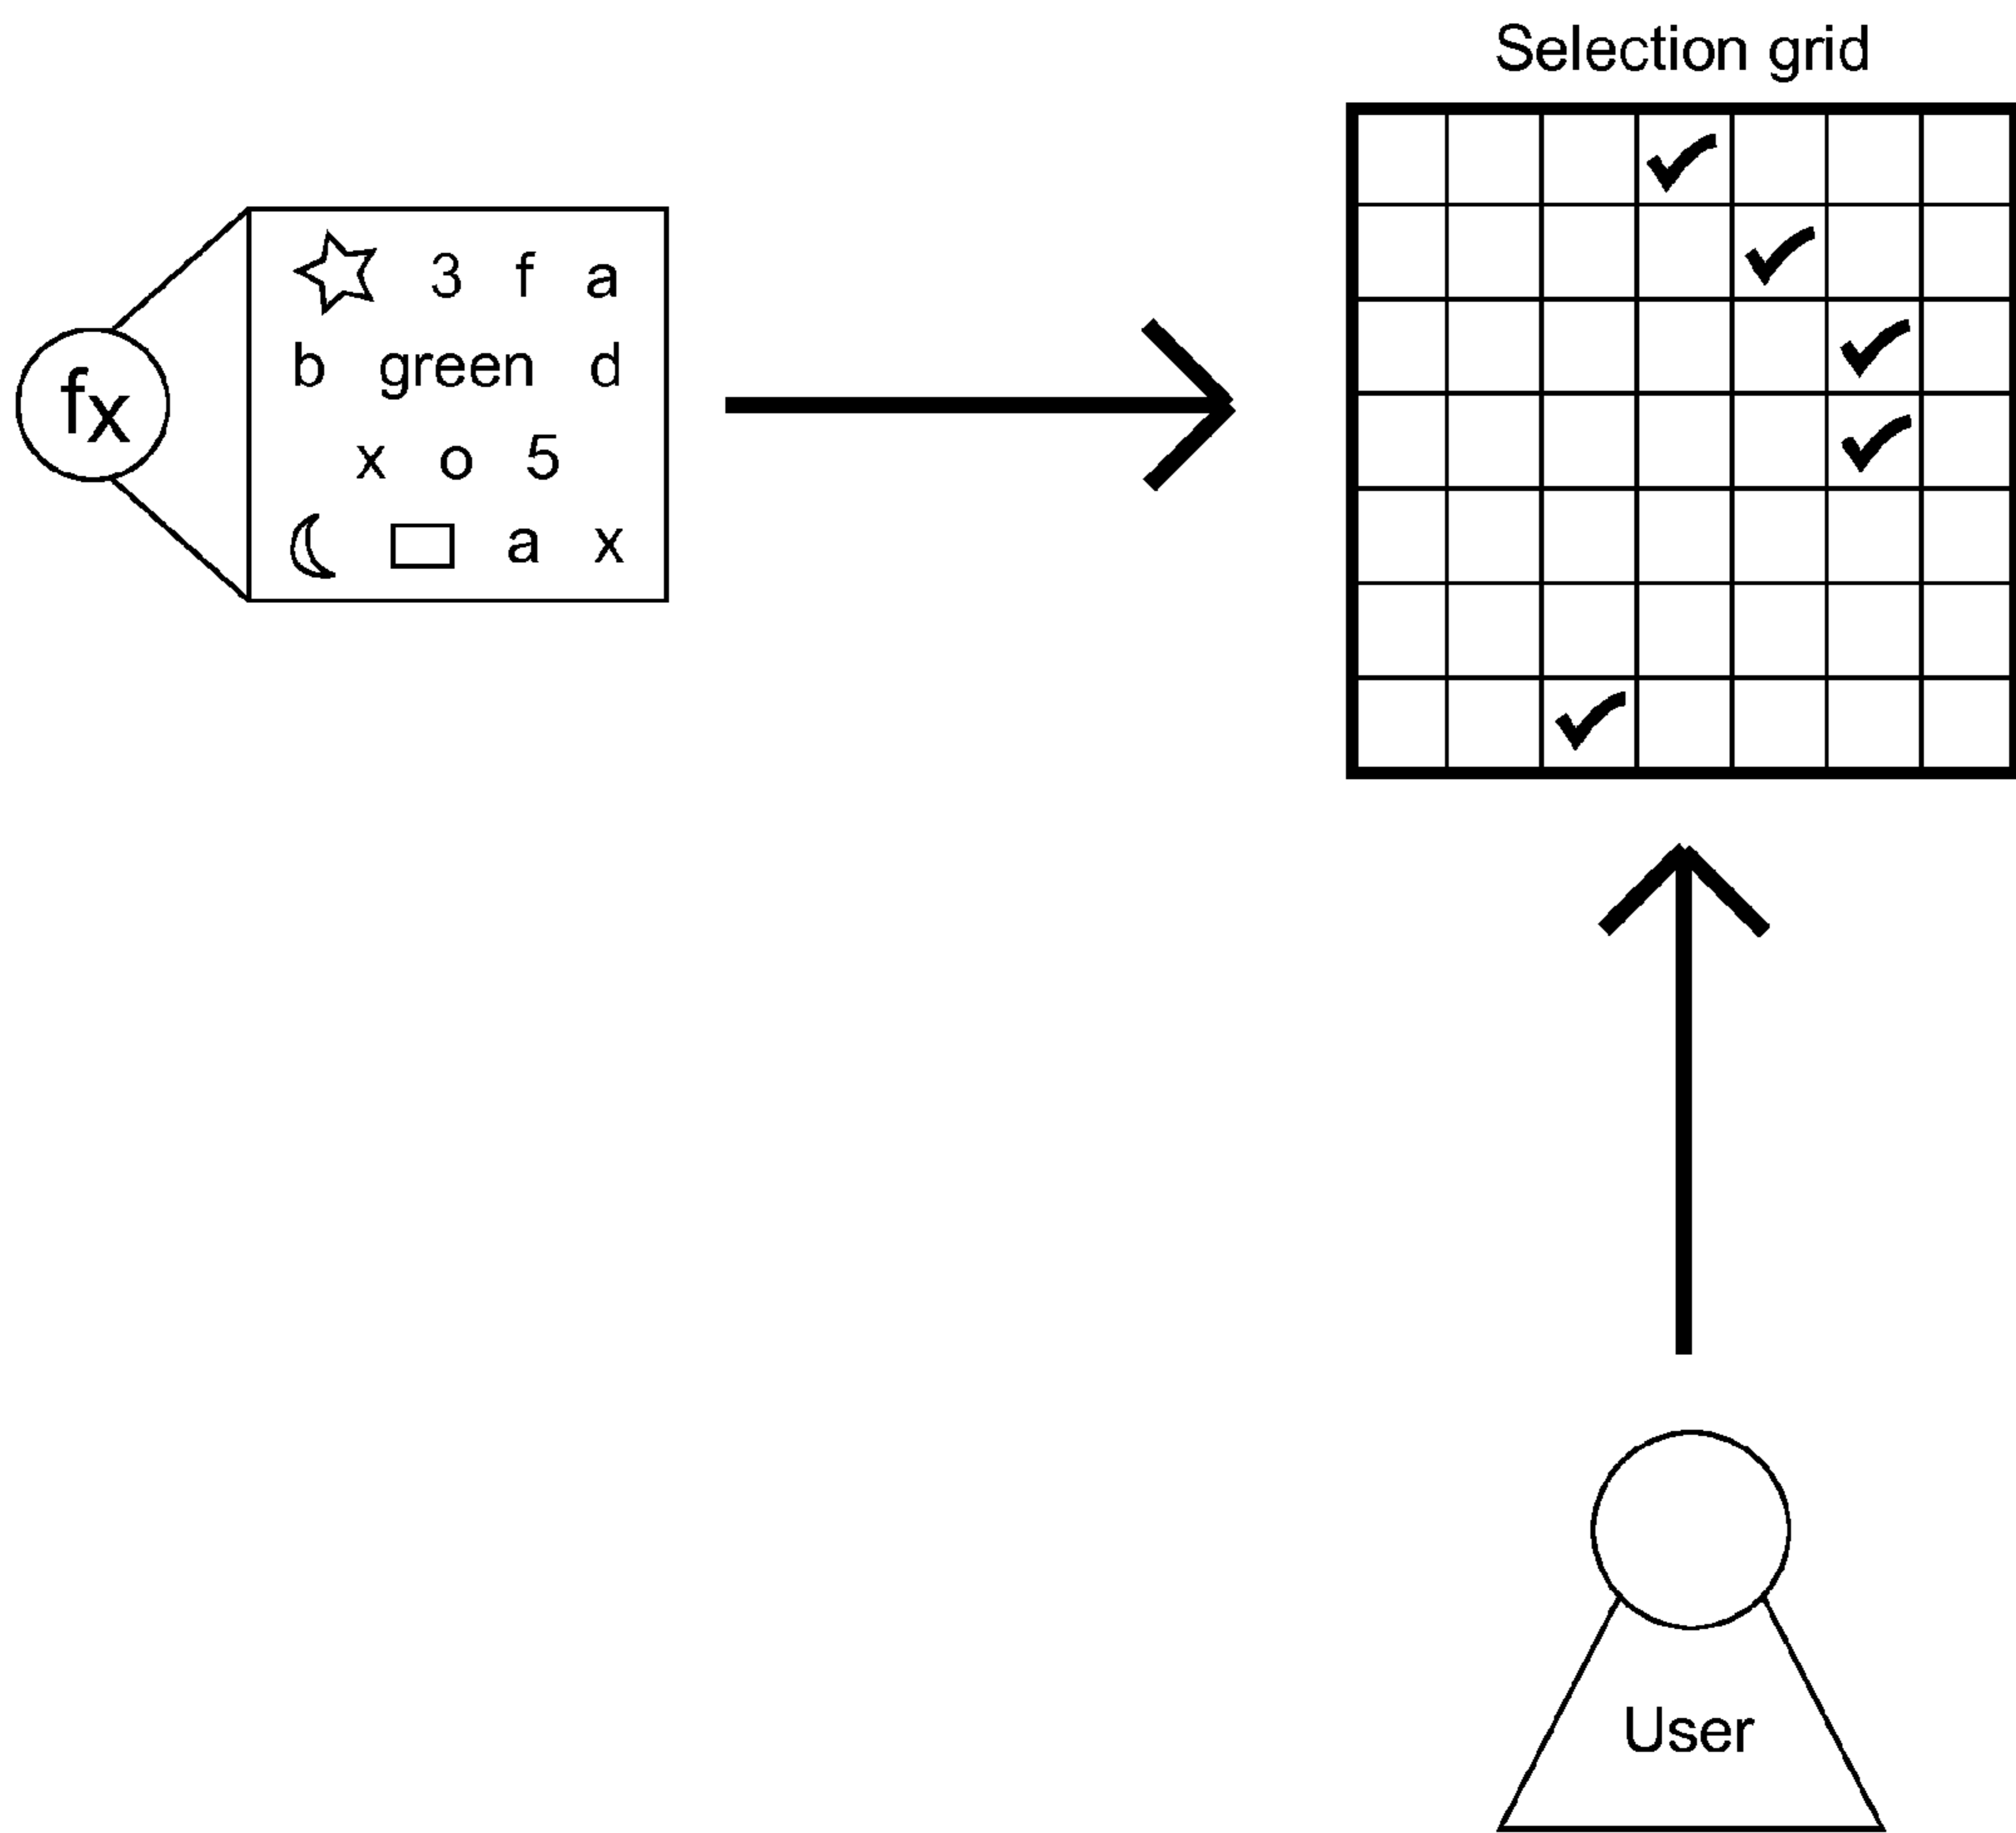 Selection grid
3 f a
b green d
fx
x o 5
a x
User